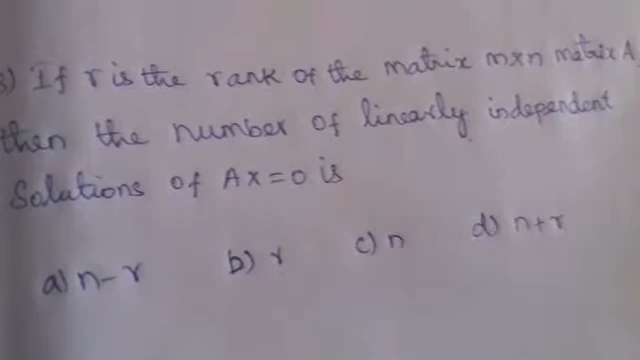 3) If r is the rank of the matrix m×n matrix A
then the number of linearly independent
Solutions of AX=0 is
a) n-r b) r c) n d) n+r